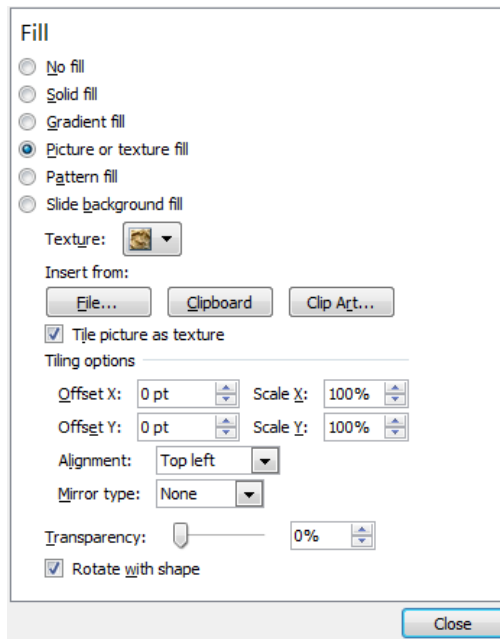 Fill
No fill
Solid fill
Gradient fill
Picture or texture fill
Pattern fill
Slide background fill
Texture:
Insert from:
File... Clipboard Clip Art...
Tile picture as texture
Tiling options
Offset X: 0 pt Scale X: 100%
Offset Y: 0 pt Scale Y: 100%
Alignment: Top left
Mirror type: None
Transparency: 0%
Rotate with shape
Close